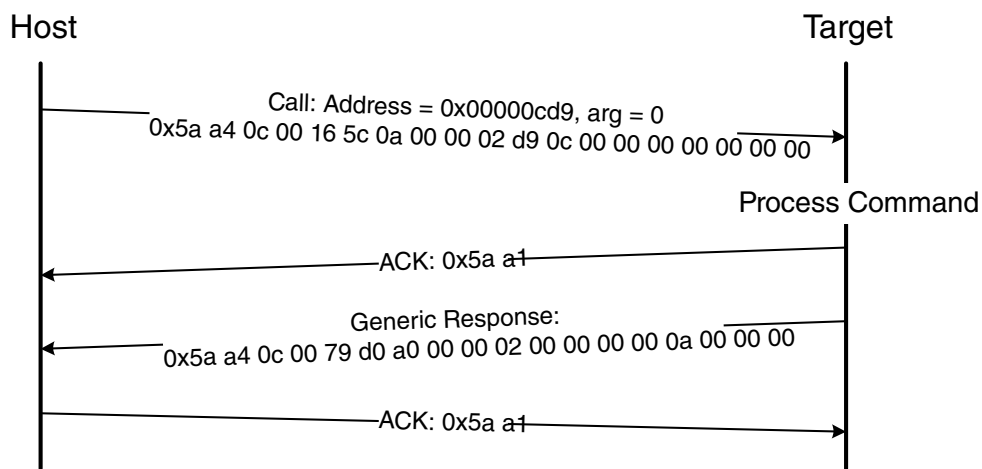 Host
Target
Call: Address = 0x00000cd9, arg = 0
0x5a a4 0c 00 16 5c 0a 00 00 02 d9 0c 00 00 00 00 00 00 00
Process Command
ACK: 0x5a a1
Generic Response:
0x5a a4 0c 00 79 d0 a0 00 00 02 00 00 00 00 0a 00 00 00
ACK: 0x5a a1